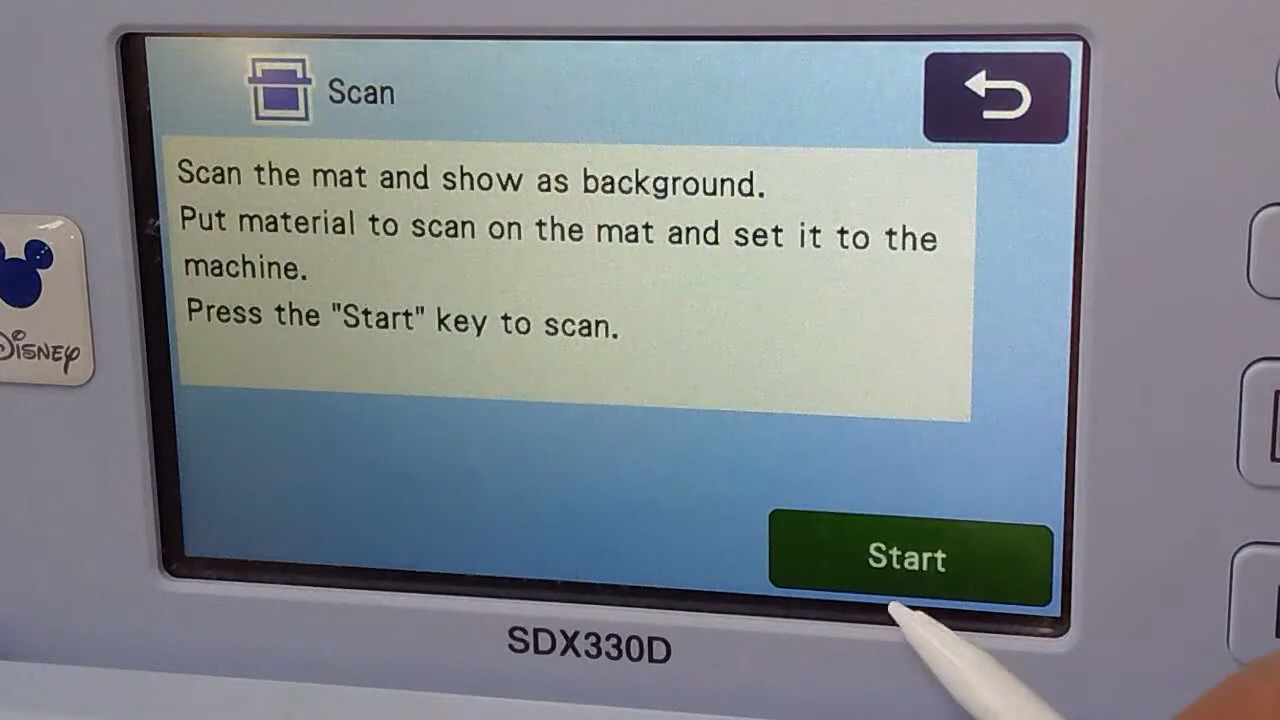 Scan
Scan the mat and show as background.
Put material to scan on the mat and set it to the
machine.
Press the "Start" key to scan.
Disney
Start
SDX330D